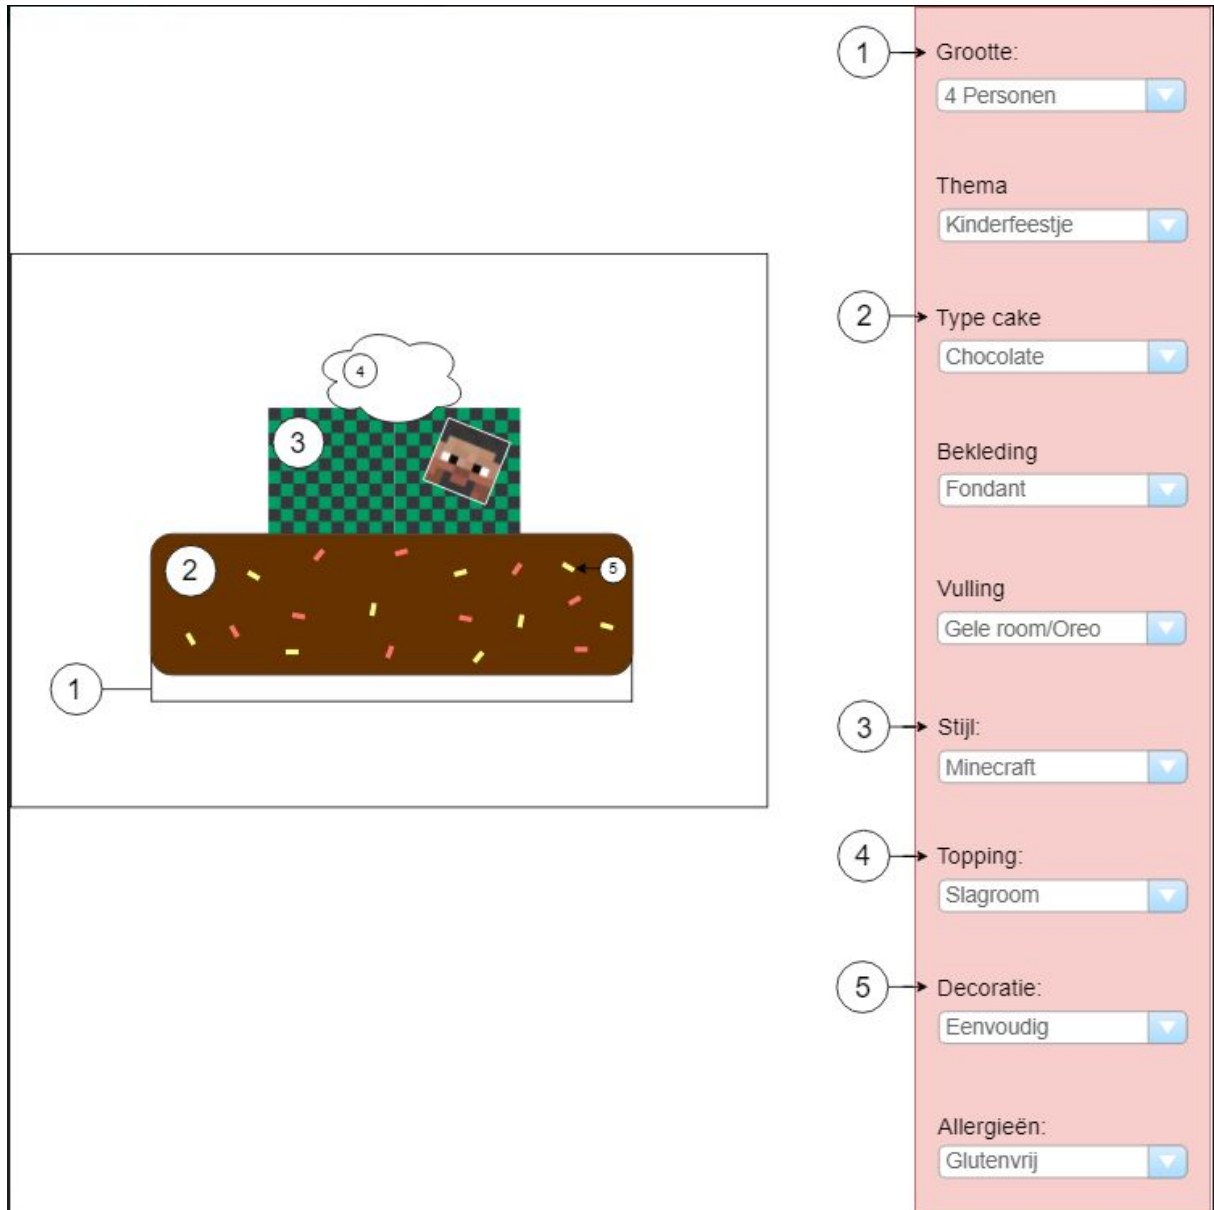 1
Grootte:
4 Personen
Thema
Kinderfeestje
2
Type cake
Chocolate
4
3
Bekleding
Fondant
2
5
Vulling
Gele room/Oreo
1
3
Stijl:
Minecraft
4
Topping:
Slagroom
5
Decoratie:
Eenvoudig
Allergieën:
Glutenvrij